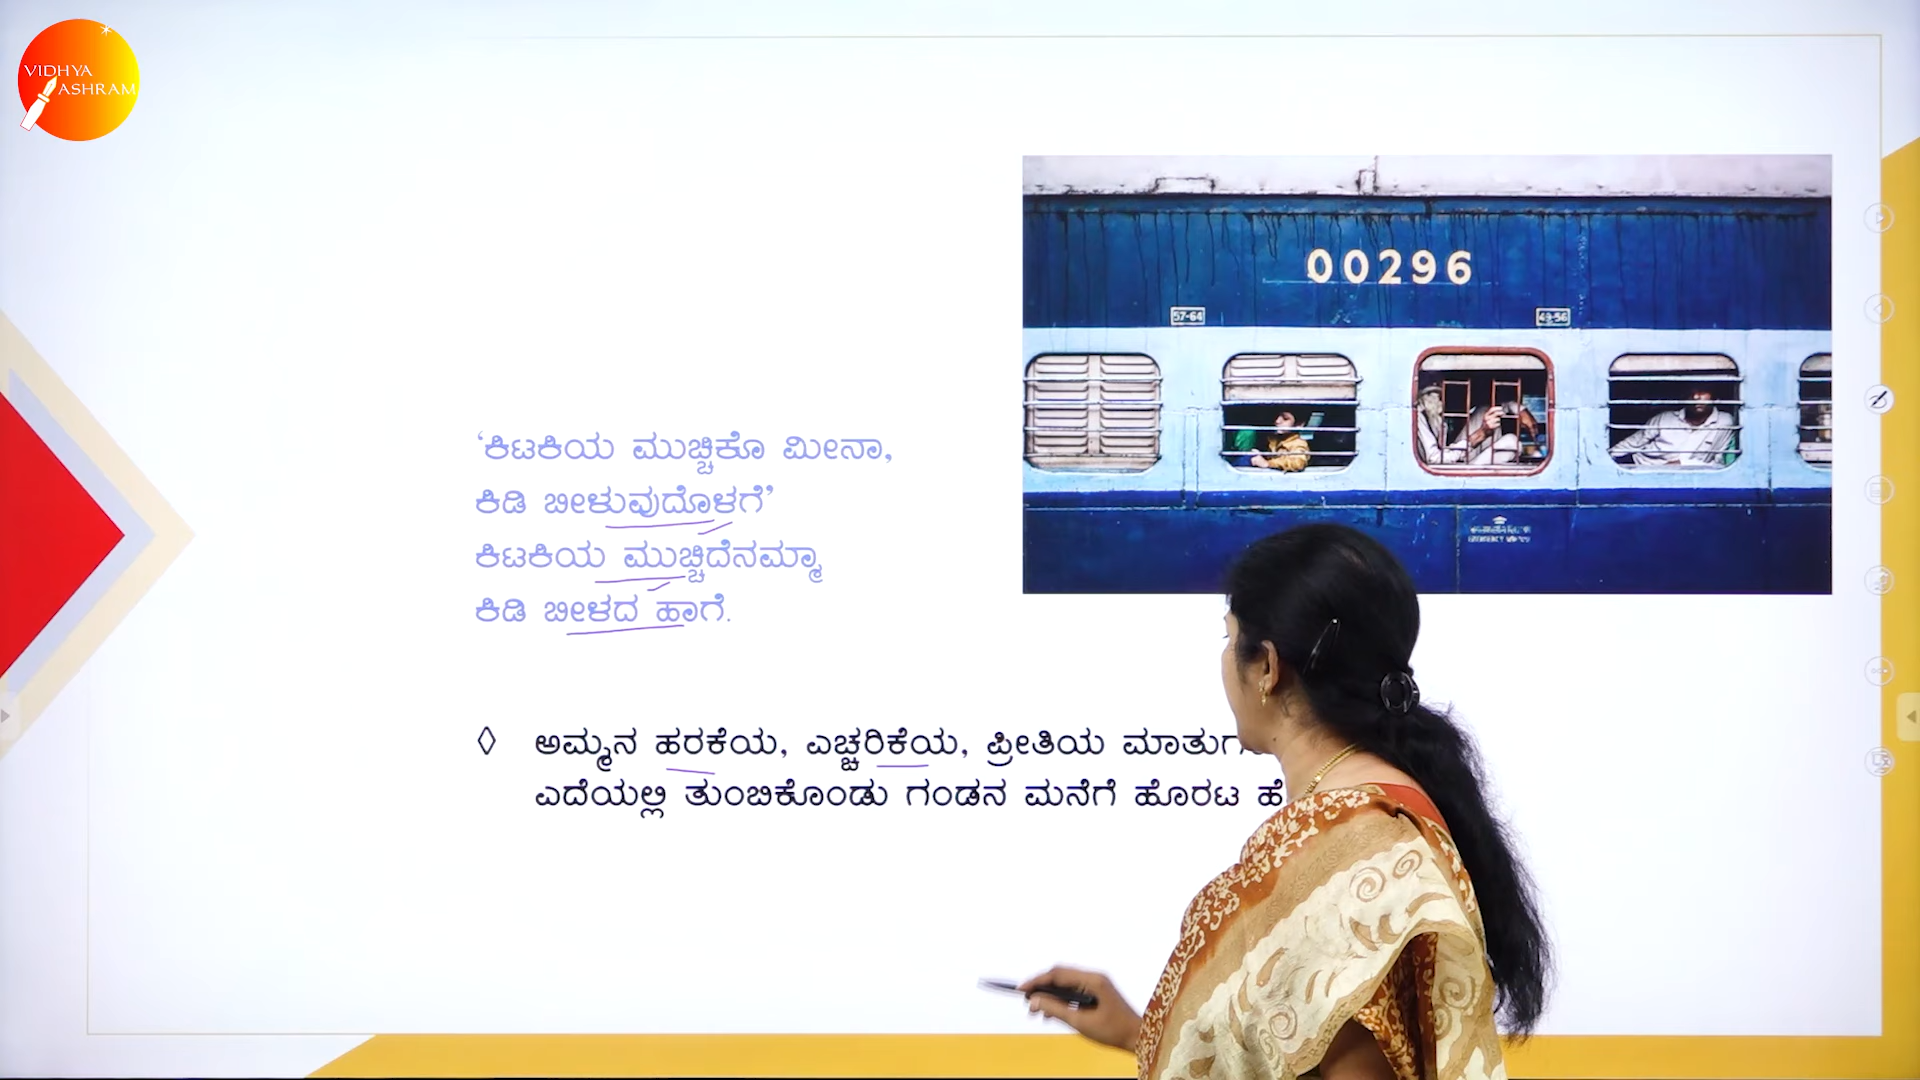 VIDHYA
ASHRAM
00296
57-64
49-56
‘ಕಿಟಕಿಯ ಮುಚ್ಚಿಕೊ ಮೀನಾ,
ಕಿಡಿ ಬೀಳುವುದೊಳಗೆ’
ಕಿಟಕಿಯ ಮುಚ್ಚಿದೆನಮ್ಮಾ
ಕಿಡಿ ಬೀಳದ ಹಾಗೆ.
◊ ಅಮ್ಮನ ಹರಕೆಯ, ಎಚ್ಚರಿಕೆಯ, ಪ್ರೀತಿಯ
ಎದೆಯಲ್ಲಿ ತುಂಬಿಕೊಂಡು ಗಂಡನ ಮನೆಗೆ ಹೊರಟ